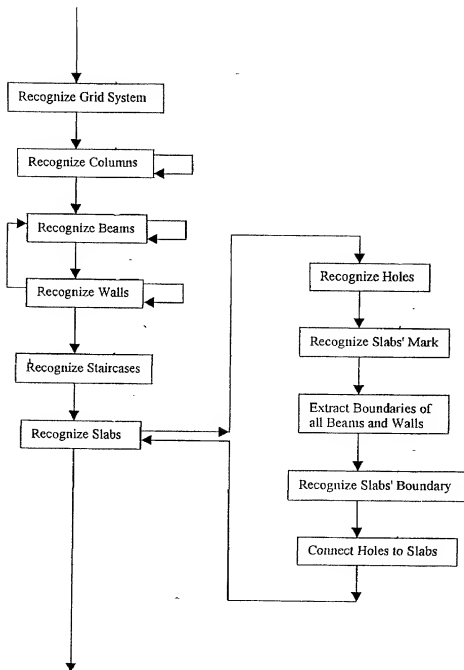 Recognize Grid System
Recognize Columns
Recognize Beams
Recognize Walls
Recognize Staircases
Recognize Slabs
Recognize Holes
Recognize Slabs' Mark
Extract Boundaries of
all Beams and Walls
Recognize Slabs' Boundary
Connect Holes to Slabs